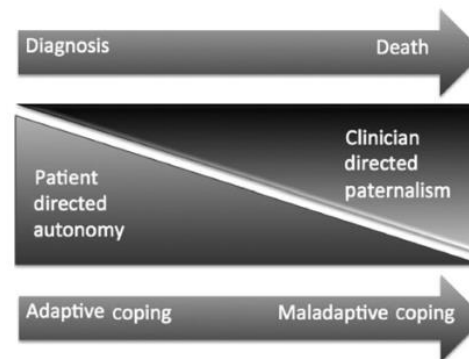 Diagnosis Death
Clinician
directed
paternalism
Patient
directed
autonomy
Adaptive coping Maladaptive coping